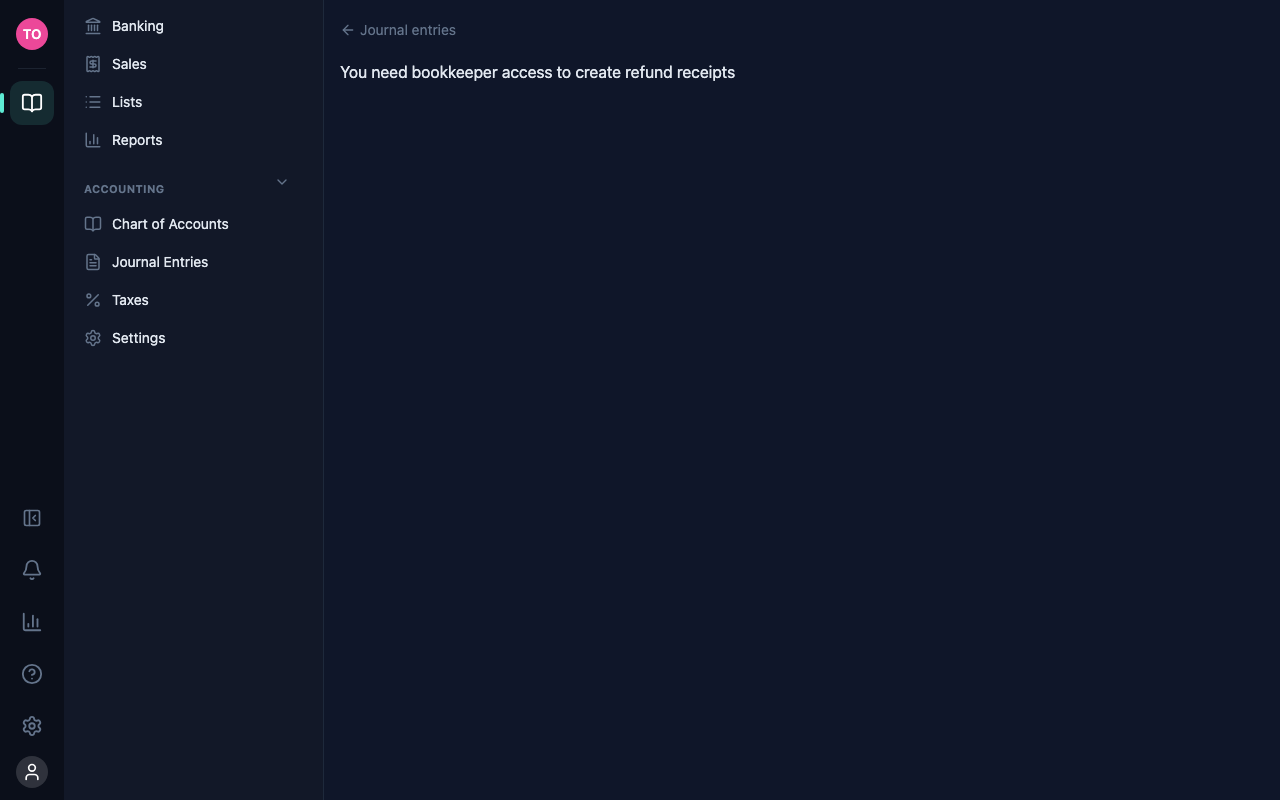 TO
Banking
Sales
Lists
Reports
ACCOUNTING
Chart of Accounts
Journal Entries
Taxes
Settings
Journal entries
You need bookkeeper access to create refund receipts